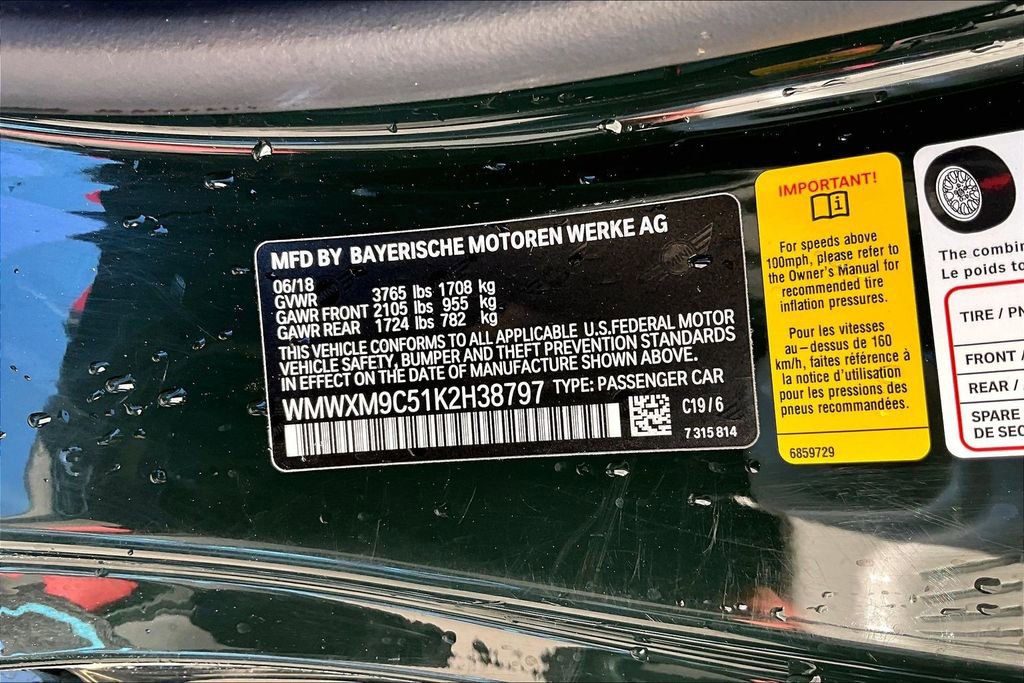 MFD BY BAYERISCHE MOTOREN WERKE AG
06/18
GVWR 3765 lbs 1708 kg
GAWR FRONT 2105 lbs 955 kg
GAWR REAR 1724 lbs 782 kg
THIS VEHICLE CONFORMS TO ALL APPLICABLE U.S.FEDERAL MOTOR
VEHICLE SAFETY, BUMPER AND THEFT PREVENTION STANDARDS
IN EFFECT ON THE DATE OF MANUFACTURE SHOWN ABOVE.
WMWXM9C51K2H38797 TYPE: PASSENGER CAR
C19/6
7 315 814
IMPORTANT!
For speeds above
100mph, please refer to
the Owner's Manual for
recommended tire
inflation pressures.
Pour les vitesses
au-dessus de 160
km/h, faites référence à
la notice d'utilisation
pour les pressions des
pneus recommandées.
6859729
The combin
Le poids to
TIRE / PN
FRONT /
REAR /
SPARE
DE SEC